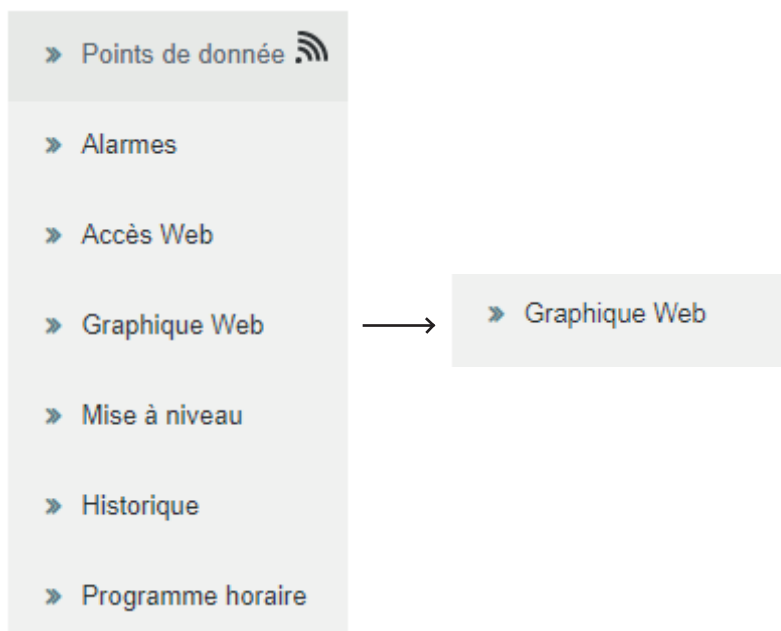 Points de donnée
Alarmes
Accès Web
Graphique Web
Mise à niveau
Historique
Programme horaire
Graphique Web